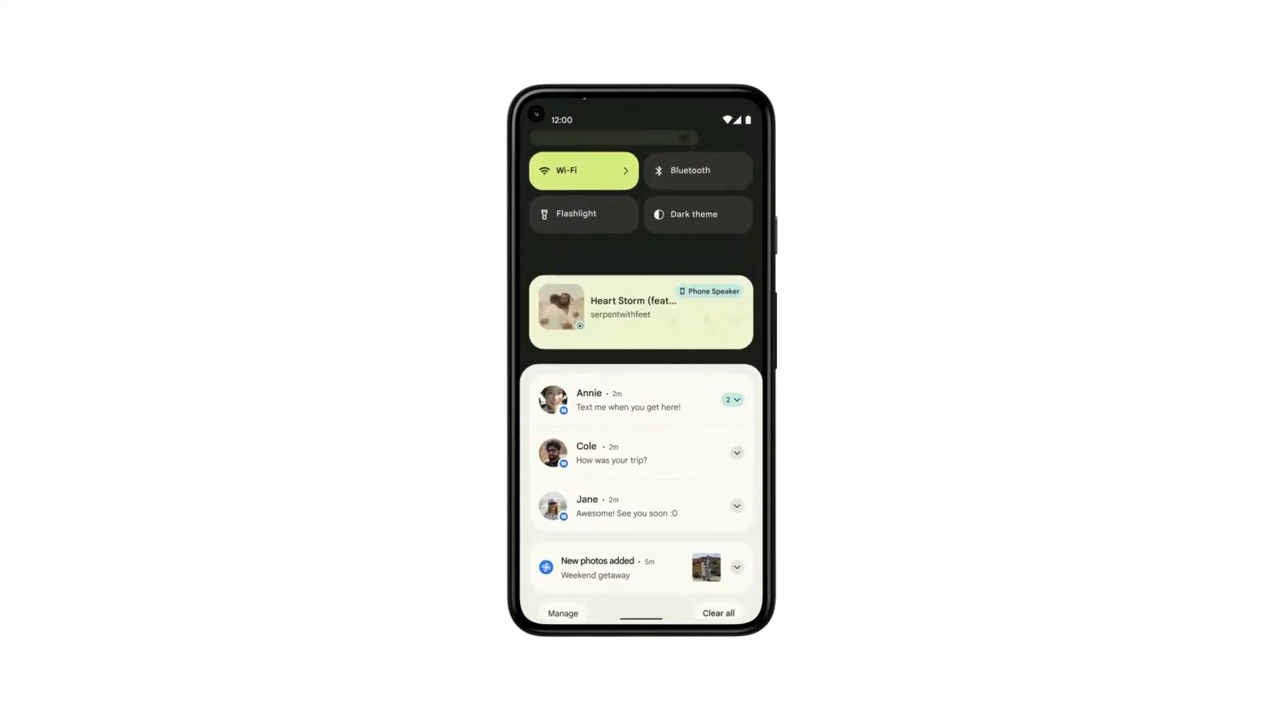 12:00
Wi-Fi
Bluetooth
Flashlight
Dark theme
Phone Speaker
Heart Storm (feat...
serpentwithfeet
Annie • 2m
Text me when you get here!
2
Cole • 2m
How was your trip?
Jane • 2m
Awesome! See you soon :O
New photos added • 5m
Weekend getaway
Manage
Clear all